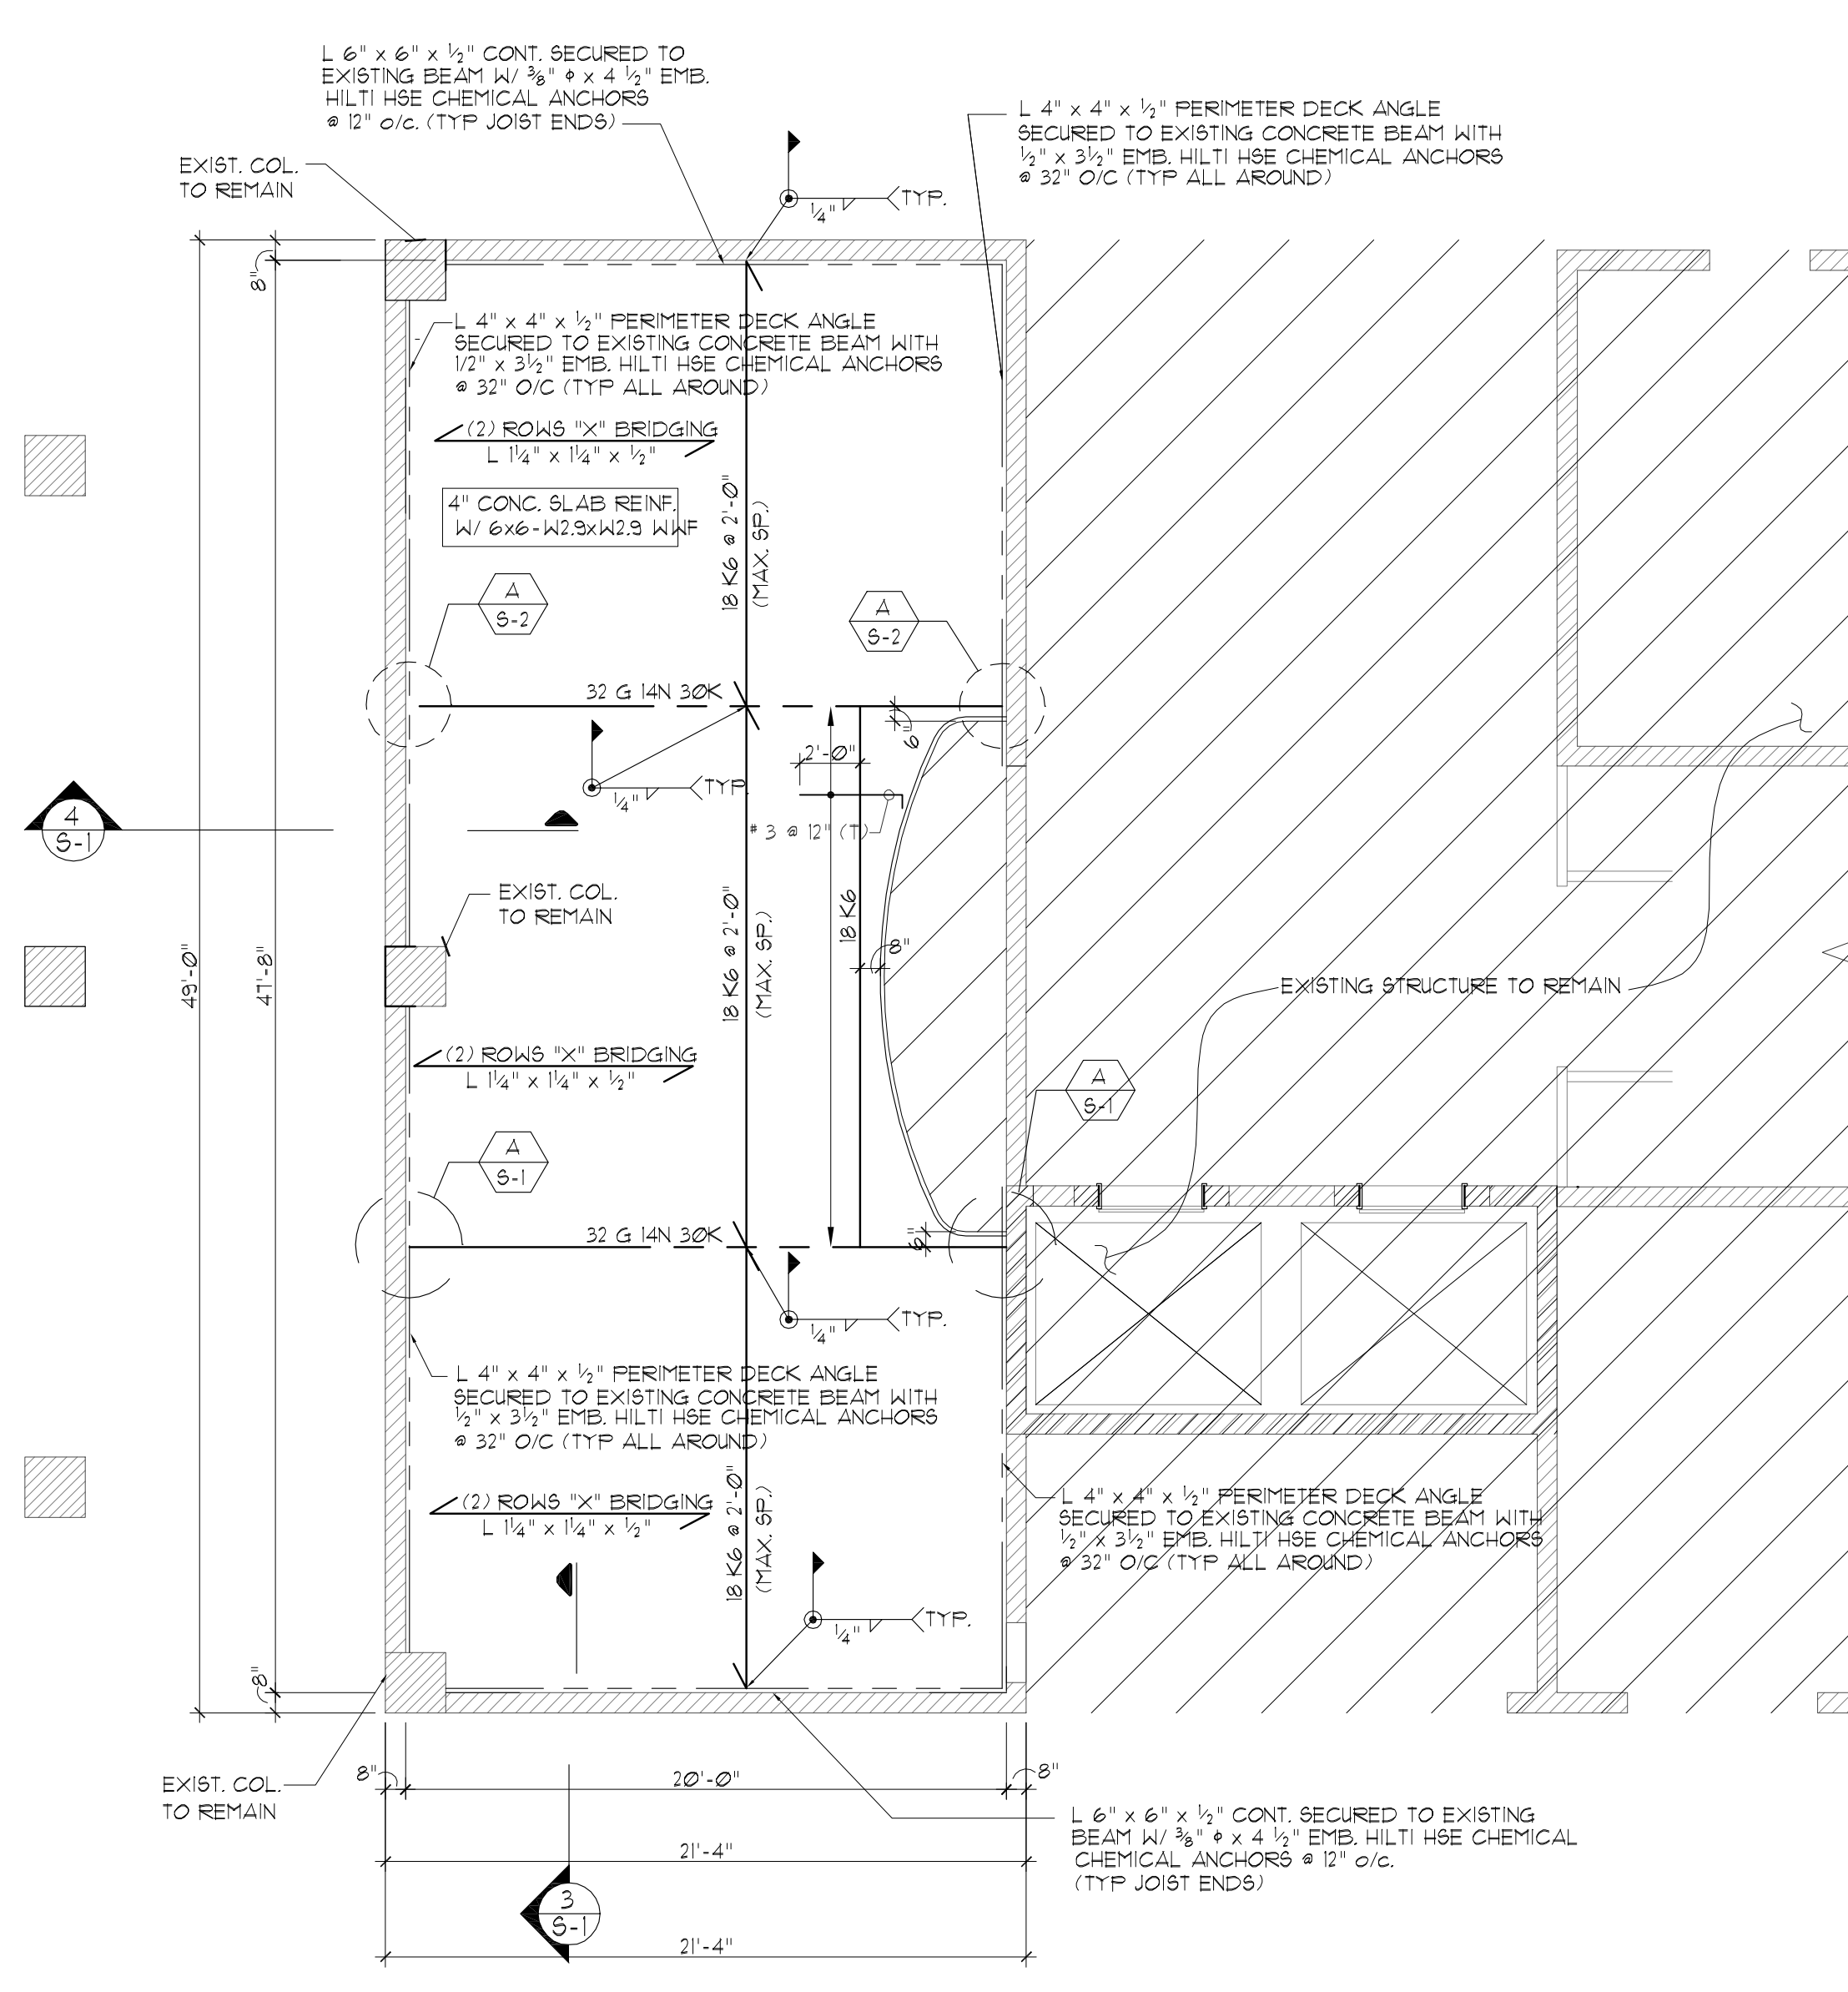 L 6" x 6" x ½" CONT. SECURED TO
EXISTING BEAM W/ ⅜" ϕ x 4 ½" EMB.
HILTI HSE CHEMICAL ANCHORS
@ 12" o/c. (TYP JOIST ENDS)
L 4" x 4" x ½" PERIMETER DECK ANGLE
SECURED TO EXISTING CONCRETE BEAM WITH
½" x 3½" EMB. HILTI HSE CHEMICAL ANCHORS
@ 32" O/C (TYP ALL AROUND)
EXIST. COL.
TO REMAIN
¼"
TYP.
8"
L 4" x 4" x ½" PERIMETER DECK ANGLE
SECURED TO EXISTING CONCRETE BEAM WITH
1/2" x 3½" EMB. HILTI HSE CHEMICAL ANCHORS
@ 32" O/C (TYP ALL AROUND)
(2) ROWS "X" BRIDGING
L 1¼" x 1¼" x ½"
4" CONC. SLAB REINF.
W/ 6x6-W2.9xW2.9 WWF
18 K6 @ 2'-0"
(MAX. SP.)
A
S-2
A
S-2
32 G 14N 30K
6"
2'-0"
¼"
TYP.
# 3 @ 12" (T)
4
S-1
EXIST. COL.
TO REMAIN
18 K6 @ 2'-0"
(MAX. SP.)
18 K6
8"
49'-0"
47'-8"
EXISTING STRUCTURE TO REMAIN
(2) ROWS "X" BRIDGING
L 1¼" x 1¼" x ½"
A
S-1
A
S-1
32 G 14N 30K
6"
¼"
TYP.
L 4" x 4" x ½" PERIMETER DECK ANGLE
SECURED TO EXISTING CONCRETE BEAM WITH
½" x 3½" EMB. HILTI HSE CHEMICAL ANCHORS
@ 32" O/C (TYP ALL AROUND)
(2) ROWS "X" BRIDGING
L 1¼" x 1¼" x ½"
18 K6 @ 2'-0"
(MAX. SP.)
L 4" x 4" x ½" PERIMETER DECK ANGLE
SECURED TO EXISTING CONCRETE BEAM WITH
½" x 3½" EMB. HILTI HSE CHEMICAL ANCHORS
@ 32" O/C (TYP ALL AROUND)
¼"
TYP.
8"
EXIST. COL.
TO REMAIN
8"
20'-0"
8"
L 6" x 6" x ½" CONT. SECURED TO EXISTING
BEAM W/ ⅜" ϕ x 4 ½" EMB. HILTI HSE CHEMICAL
CHEMICAL ANCHORS @ 12" o/c.
(TYP JOIST ENDS)
21'-4"
3
S-1
21'-4"